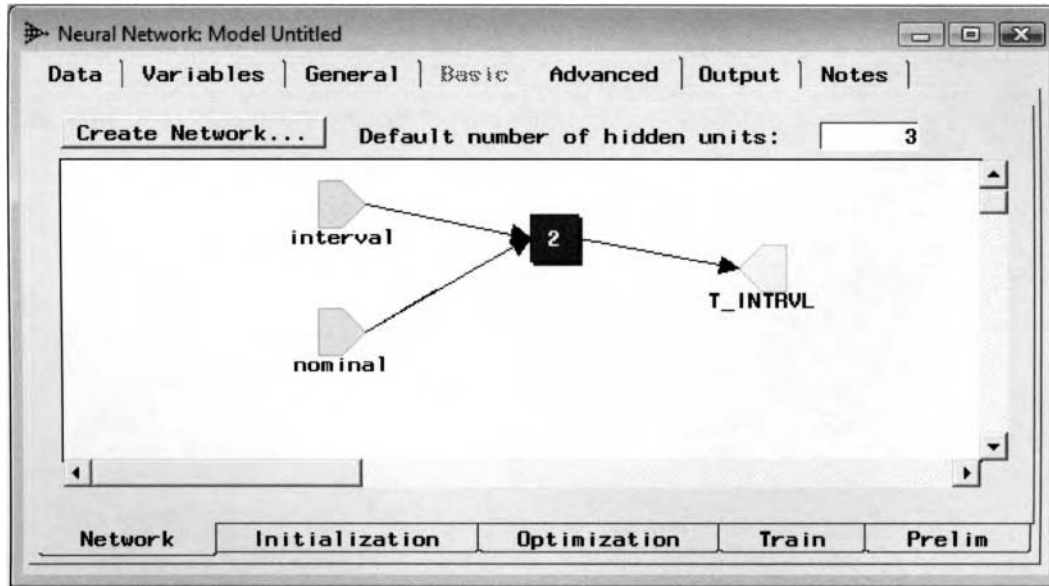 Neural Network: Model Untitled
Data Variables General Basic Advanced Output Notes
Create Network... Default number of hidden units: 3
interval
2
T_INTRVL
nominal
Network Initialization Optimization Train Prelim